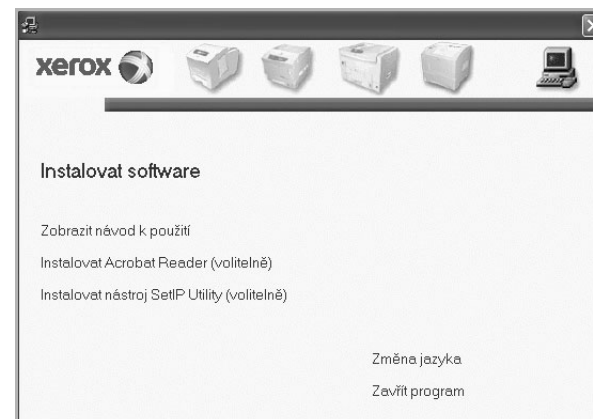 xerox
Instalovat software
Zobrazit návod k použití
Instalovat Acrobat Reader (volitelně)
Instalovat nástroj SetIP Utility (volitelně)
Změna jazyka
Zavřít program